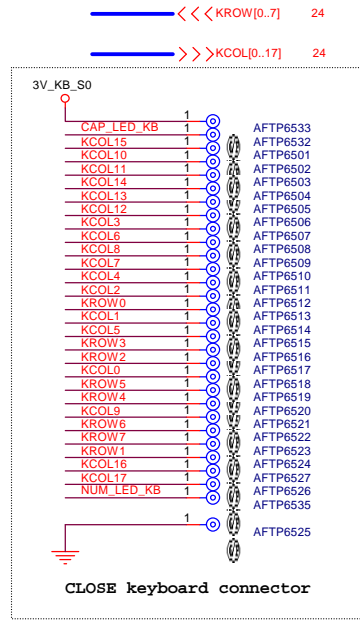 KROW[0..7] 24
KCOL[0..17] 24
3V_KB_S0
1 AFTP6533
CAP_LED_KB 1 AFTP6532
KCOL15 1 AFTP6501
KCOL10 1 AFTP6502
KCOL11 1 AFTP6503
KCOL14 1 AFTP6504
KCOL13 1 AFTP6505
KCOL12 1 AFTP6506
KCOL3 1 AFTP6507
KCOL6 1 AFTP6508
KCOL8 1 AFTP6509
KCOL7 1 AFTP6510
KCOL4 1 AFTP6511
KCOL2 1 AFTP6512
KROW0 1 AFTP6513
KCOL1 1 AFTP6514
KCOL5 1 AFTP6515
KROW3 1 AFTP6516
KROW2 1 AFTP6517
KCOL0 1 AFTP6518
KROW5 1 AFTP6519
KROW4 1 AFTP6520
KCOL9 1 AFTP6521
KROW6 1 AFTP6522
KROW7 1 AFTP6523
KROW1 1 AFTP6524
KCOL16 1 AFTP6527
KCOL17 1 AFTP6526
NUM_LED_KB 1 AFTP6535
1 AFTP6525
CLOSE keyboard connector